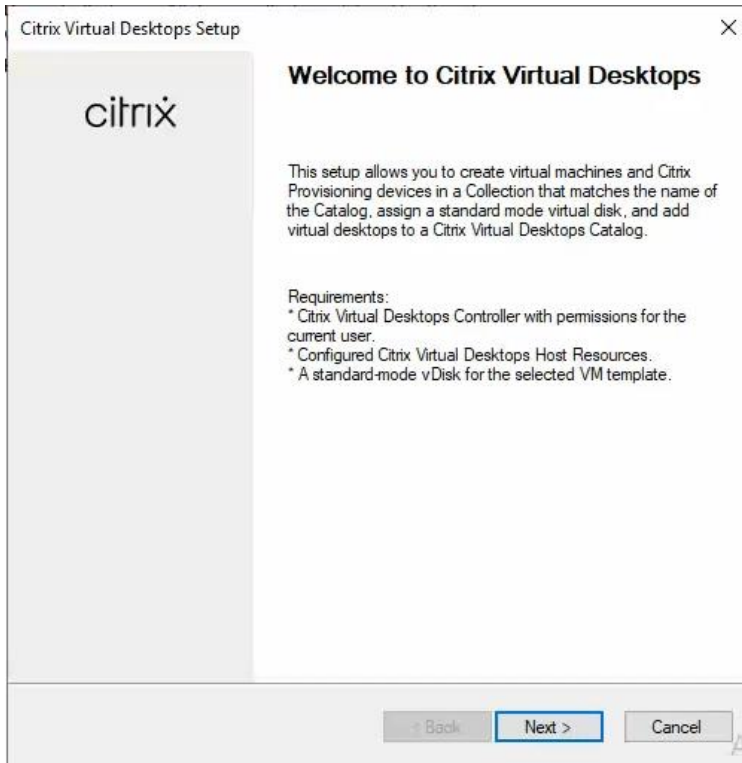 Citrix Virtual Desktops Setup
citrix
Welcome to Citrix Virtual Desktops
This setup allows you to create virtual machines and Citrix
Provisioning devices in a Collection that matches the name of
the Catalog, assign a standard mode virtual disk, and add
virtual desktops to a Citrix Virtual Desktops Catalog.
Requirements:
* Citrix Virtual Desktops Controller with permissions for the
current user.
* Configured Citrix Virtual Desktops Host Resources.
* A standard-mode vDisk for the selected VM template.
< Back
Next >
Cancel